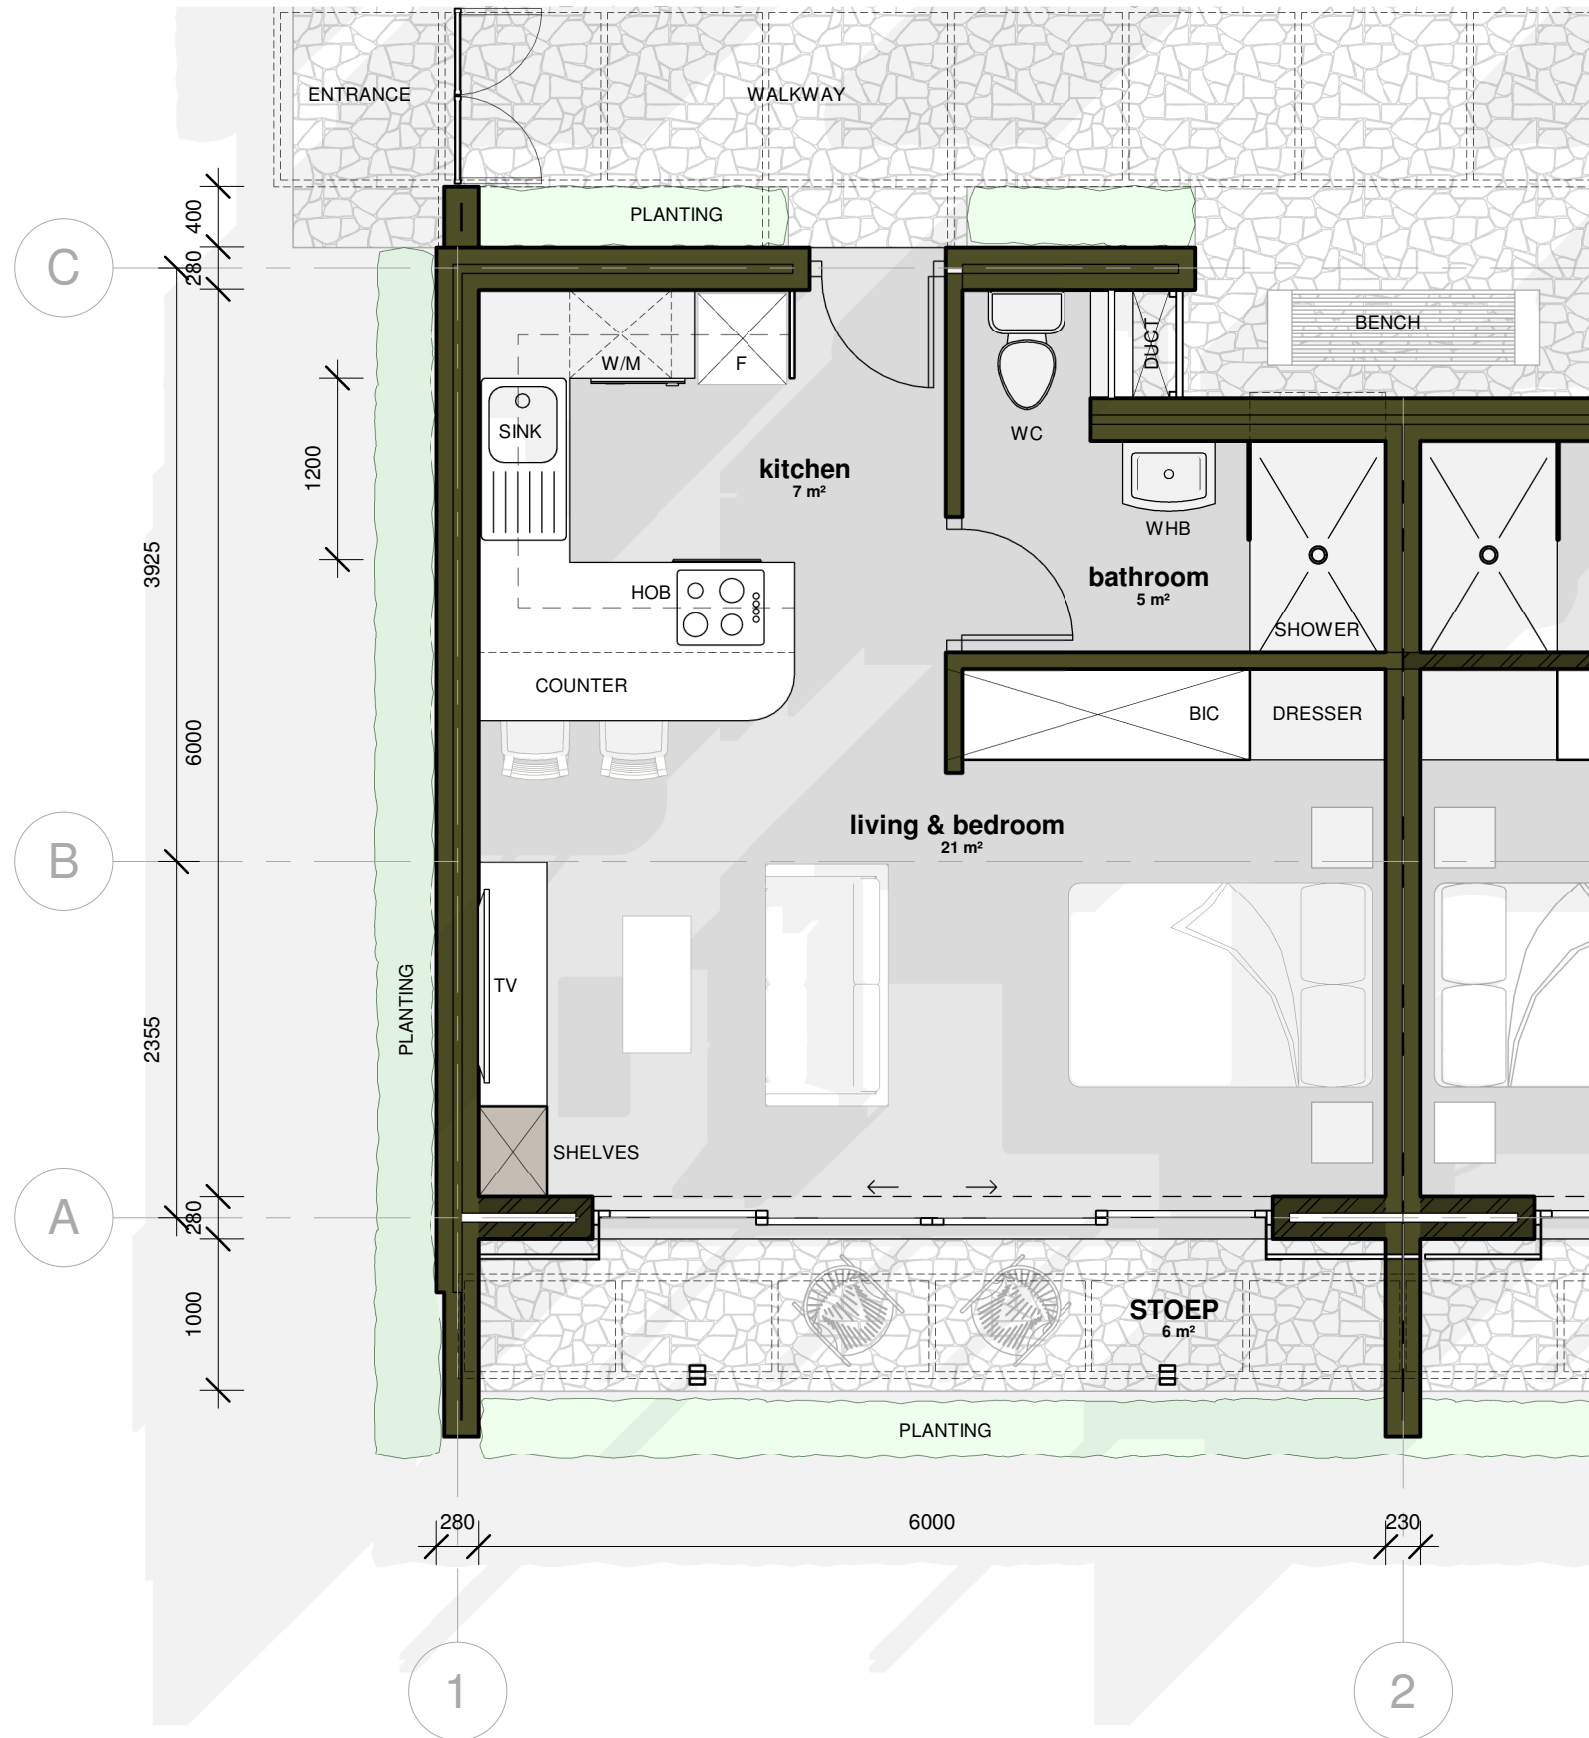 ENTRANCE
WALKWAY
400
PLANTING
C
280
BENCH
DUCT
W/M
F
SINK
WC
1200
kitchen
7 m²
WHB
3925
bathroom
5 m²
HOB
SHOWER
COUNTER
BIC
DRESSER
6000
living & bedroom
21 m²
B
TV
PLANTING
2355
SHELVES
A
280
1000
STOEP
6 m²
PLANTING
280
6000
230
1
2